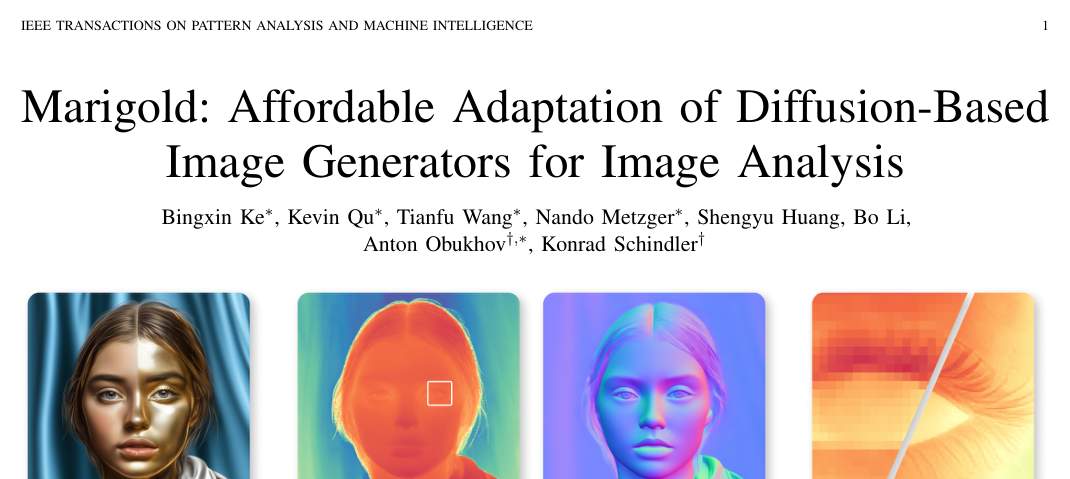 IEEE TRANSACTIONS ON PATTERN ANALYSIS AND MACHINE INTELLIGENCE 1
Marigold: Affordable Adaptation of Diffusion-Based
Image Generators for Image Analysis
Bingxin Ke*, Kevin Qu*, Tianfu Wang*, Nando Metzger*, Shengyu Huang, Bo Li,
Anton Obukhov†,*, Konrad Schindler†